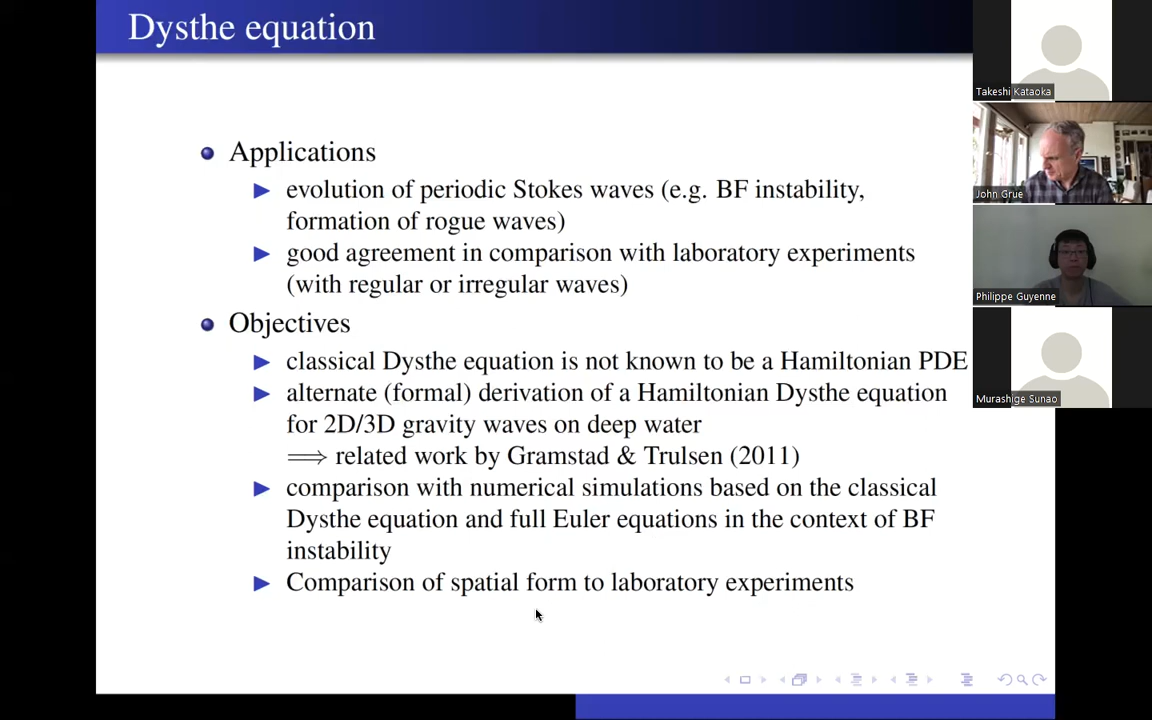 Dysthe equation
Applications
evolution of periodic Stokes waves (e.g. BF instability,
formation of rogue waves)
good agreement in comparison with laboratory experiments
(with regular or irregular waves)
Objectives
classical Dysthe equation is not known to be a Hamiltonian PDE
alternate (formal) derivation of a Hamiltonian Dysthe equation
for 2D/3D gravity waves on deep water
⟹ related work by Gramstad & Trulsen (2011)
comparison with numerical simulations based on the classical
Dysthe equation and full Euler equations in the context of BF
instability
Comparison of spatial form to laboratory experiments
Takeshi Kataoka
John Grue
Philippe Guyenne
Murashige Sunao